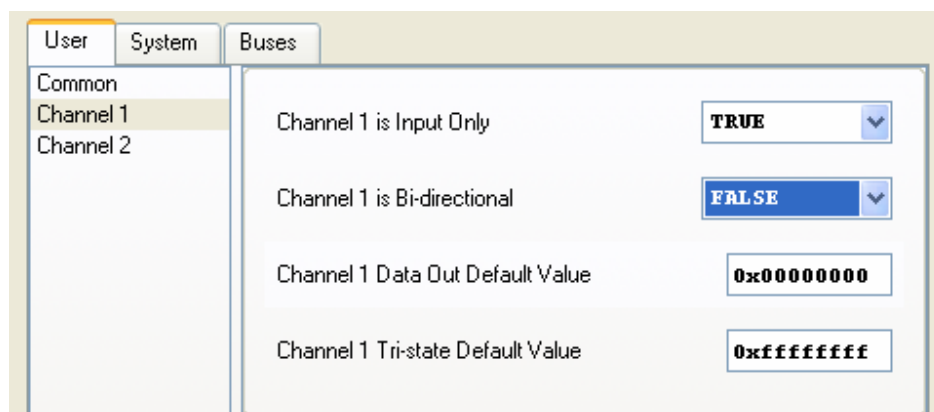 User System Buses
Common
Channel 1
Channel 2
Channel 1 is Input Only TRUE
Channel 1 is Bi-directional FALSE
Channel 1 Data Out Default Value 0x00000000
Channel 1 Tri-state Default Value 0xffffffff